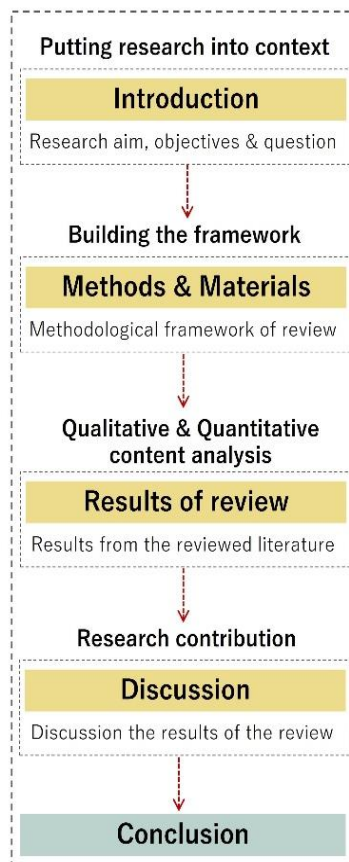 Putting research into context
Introduction
Research aim, objectives & question
Building the framework
Methods & Materials
Methodological framework of review
Qualitative & Quantitative
content analysis
Results of review
Results from the reviewed literature
Research contribution
Discussion
Discussion the results of the review
Conclusion